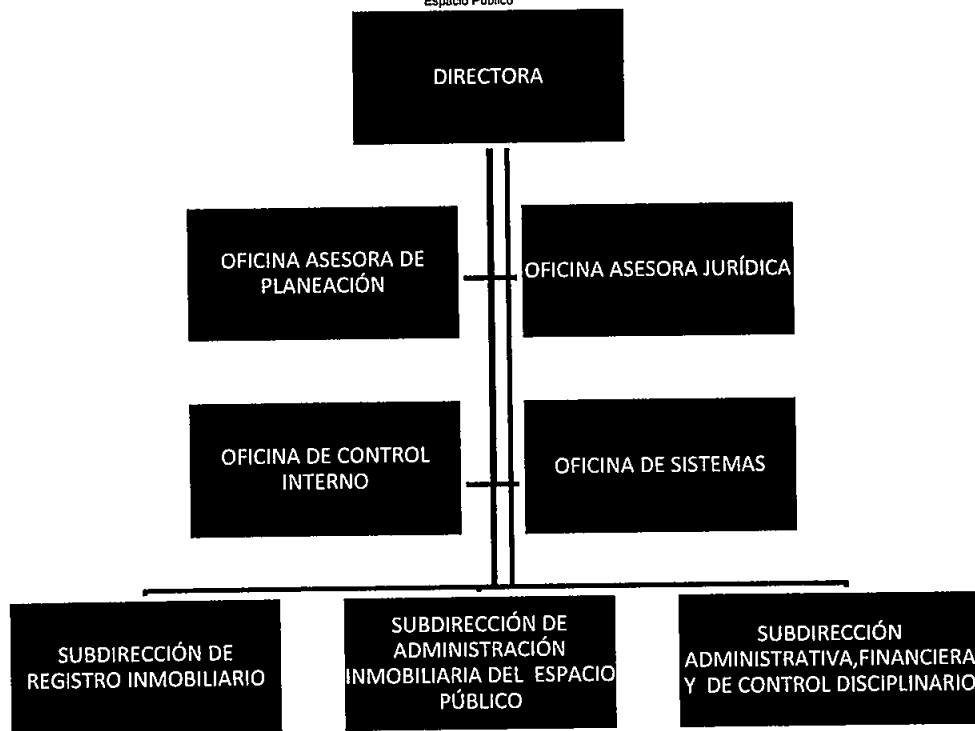 Espacio Público
DIRECTORA
OFICINA ASESORA DE
PLANEACIÓN
OFICINA ASESORA JURÍDICA
OFICINA DE CONTROL
INTERNO
OFICINA DE SISTEMAS
SUBDIRECCIÓN DE
REGISTRO INMOBILIARIO
SUBDIRECCIÓN DE
ADMINISTRACIÓN
INMOBILIARIA DEL ESPACIO
PÚBLICO
SUBDIRECCIÓN
ADMINISTRATIVA,FINANCIERA
Y DE CONTROL DISCIPLINARIO